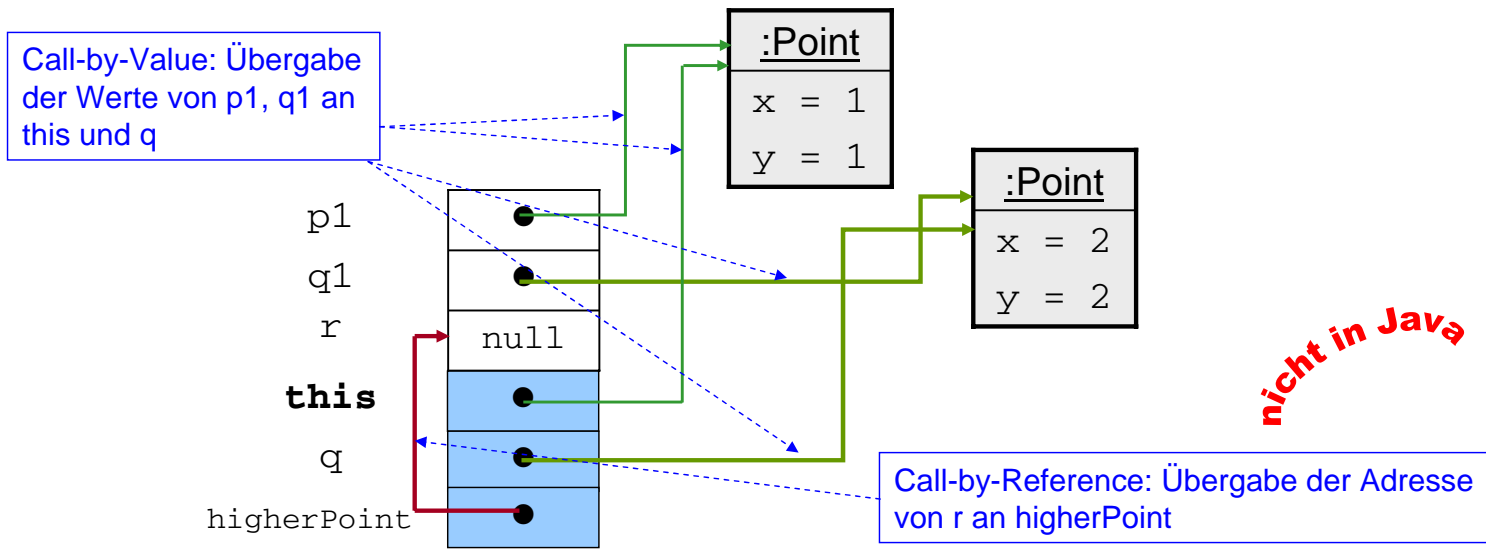 Call-by-Value: Übergabe
der Werte von p1, q1 an
this und q
:Point
x = 1
y = 1
:Point
x = 2
y = 2
p1
q1
r
null
this
q
higherPoint
nicht in Java
Call-by-Reference: Übergabe der Adresse
von r an higherPoint